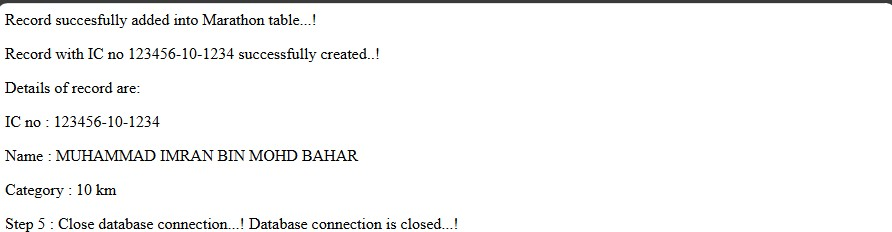 Record succesfully added into Marathon table...!
Record with IC no 123456-10-1234 successfully created..!
Details of record are:
IC no : 123456-10-1234
Name : MUHAMMAD IMRAN BIN MOHD BAHAR
Category : 10 km
Step 5 : Close database connection...! Database connection is closed...!